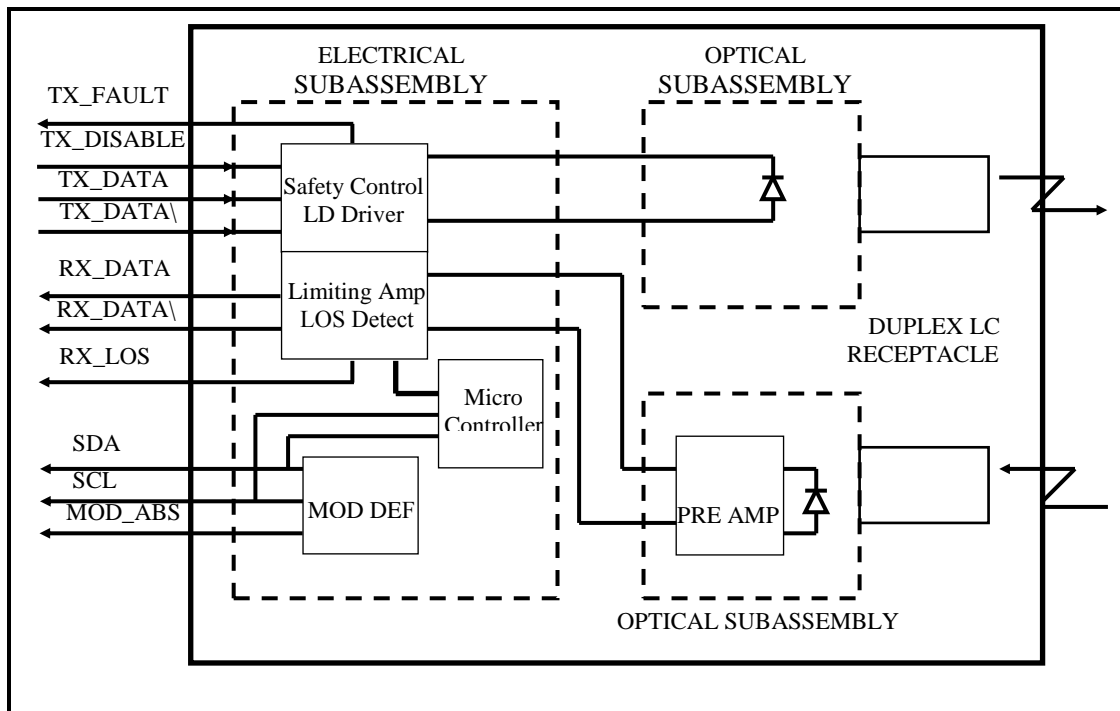 ELECTRICAL
SUBASSEMBLY
OPTICAL
SUBASSEMBLY
TX_FAULT
TX_DISABLE
TX_DATA
TX_DATA\
Safety Control
LD Driver
RX_DATA
RX_DATA\
Limiting Amp
LOS Detect
DUPLEX LC
RECEPTACLE
RX_LOS
Micro
Controller
SDA
SCL
MOD_ABS
MOD DEF
PRE AMP
OPTICAL SUBASSEMBLY